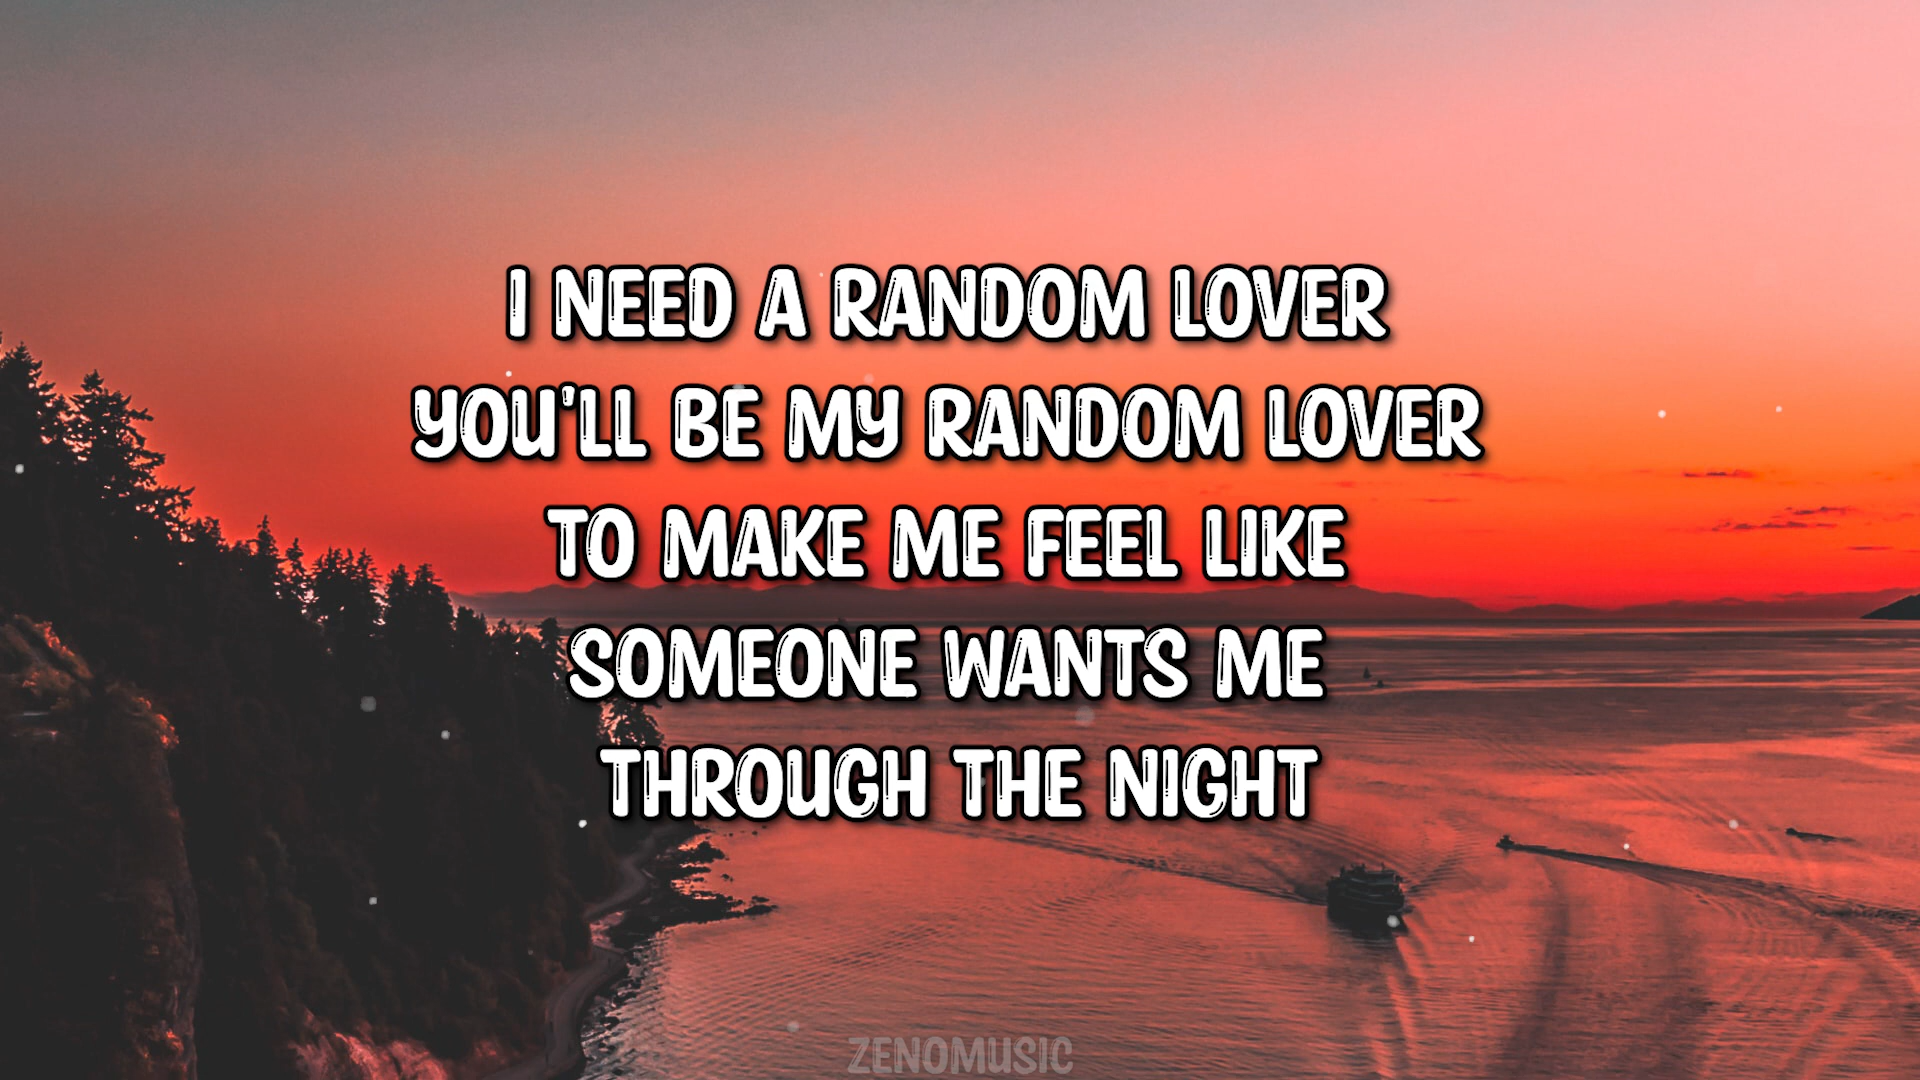 I NEED A RANDOM LOVER
YOU'LL BE MY RANDOM LOVER
TO MAKE ME FEEL LIKE
SOMEONE WANTS ME
THROUGH THE NIGHT
ZENOMUSIC